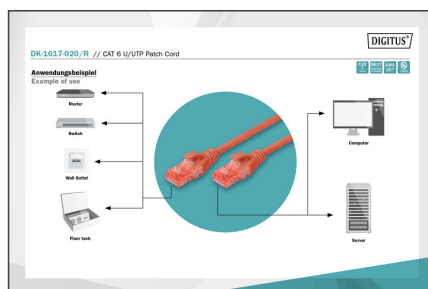 DIGITUS®
DK-1617-020/R // CAT 6 U/UTP Patch Cord
Anwendungsbeispiel
Example of use
Router
Switch
Wall Outlet
Floor tank
Computer
Server